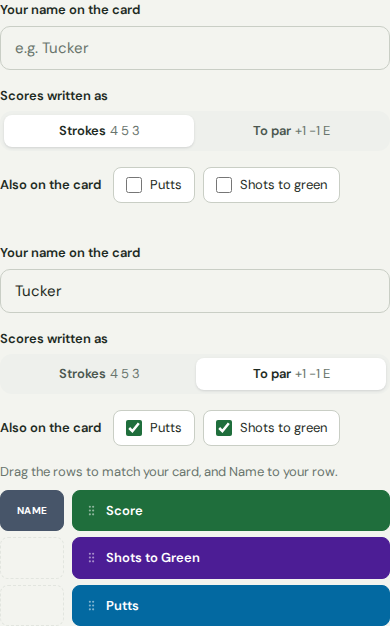 Your name on the card
e.g. Tucker
Scores written as
Strokes 4 5 3 To par +1 -1 E
Also on the card Putts Shots to green
Your name on the card
Tucker
Scores written as
Strokes 4 5 3 To par +1 -1 E
Also on the card Putts Shots to green
Drag the rows to match your card, and Name to your row.
NAME Score
Shots to Green
Putts